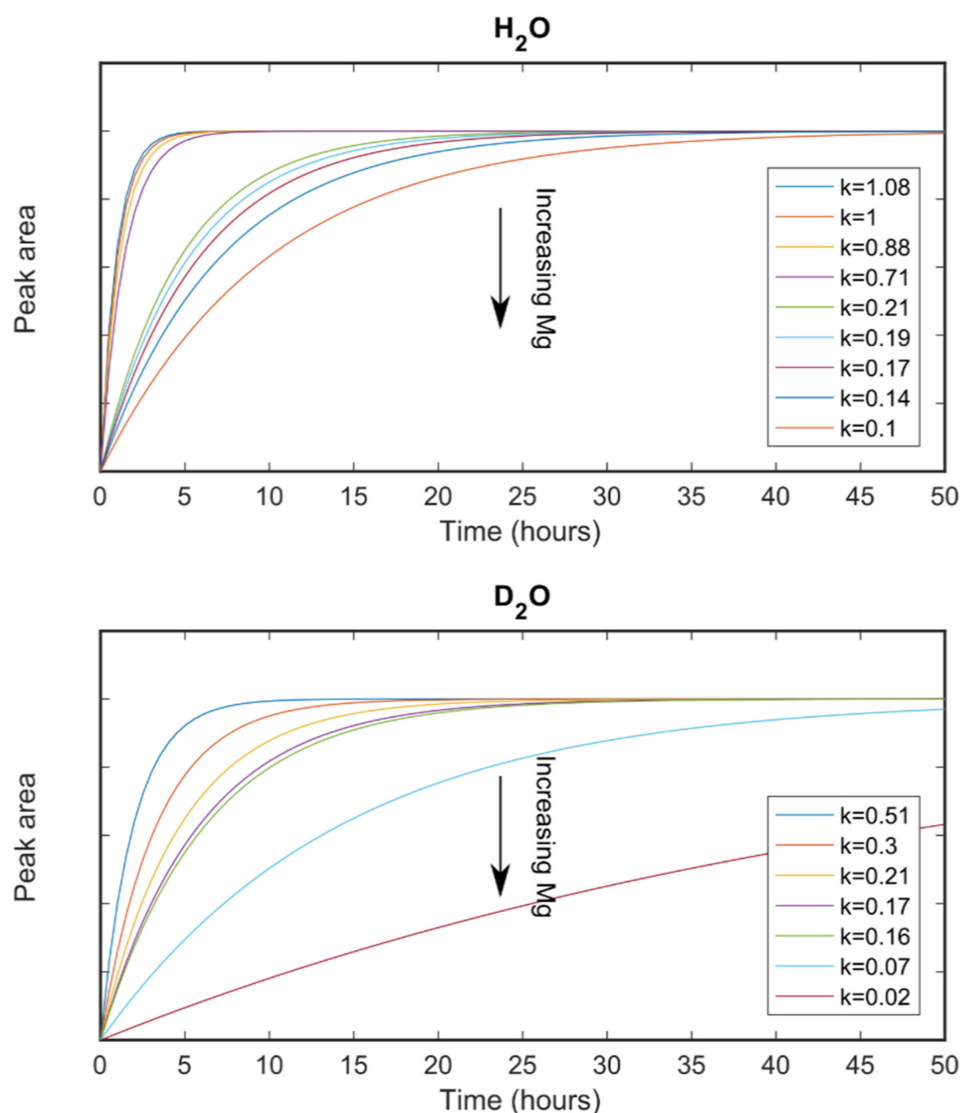 H₂O
Peak area
Increasing Mg
k=1.08
k=1
k=0.88
k=0.71
k=0.21
k=0.19
k=0.17
k=0.14
k=0.1
0 5 10 15 20 25 30 35 40 45 50
Time (hours)
D₂O
Peak area
Increasing Mg
k=0.51
k=0.3
k=0.21
k=0.17
k=0.16
k=0.07
k=0.02
0 5 10 15 20 25 30 35 40 45 50
Time (hours)